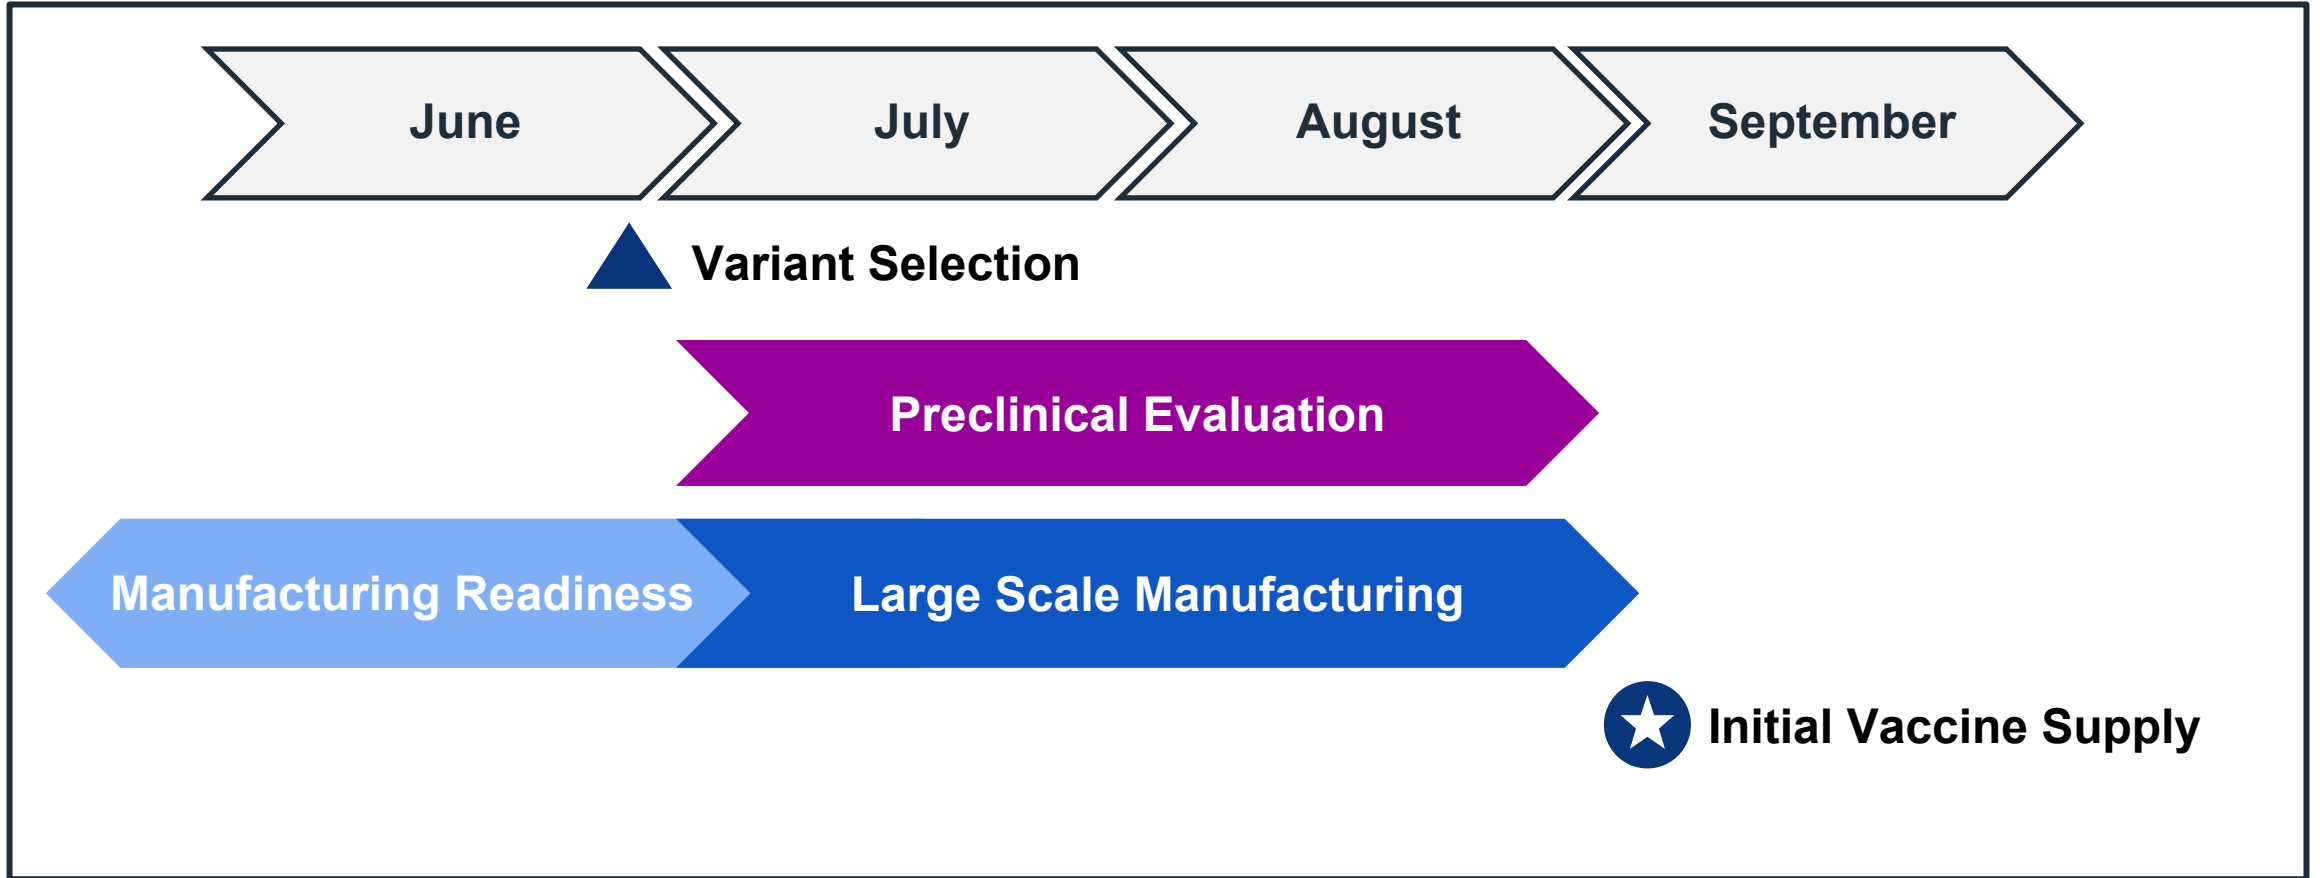 June
July
August
September
Variant Selection
Preclinical Evaluation
Manufacturing Readiness
Large Scale Manufacturing
Initial Vaccine Supply